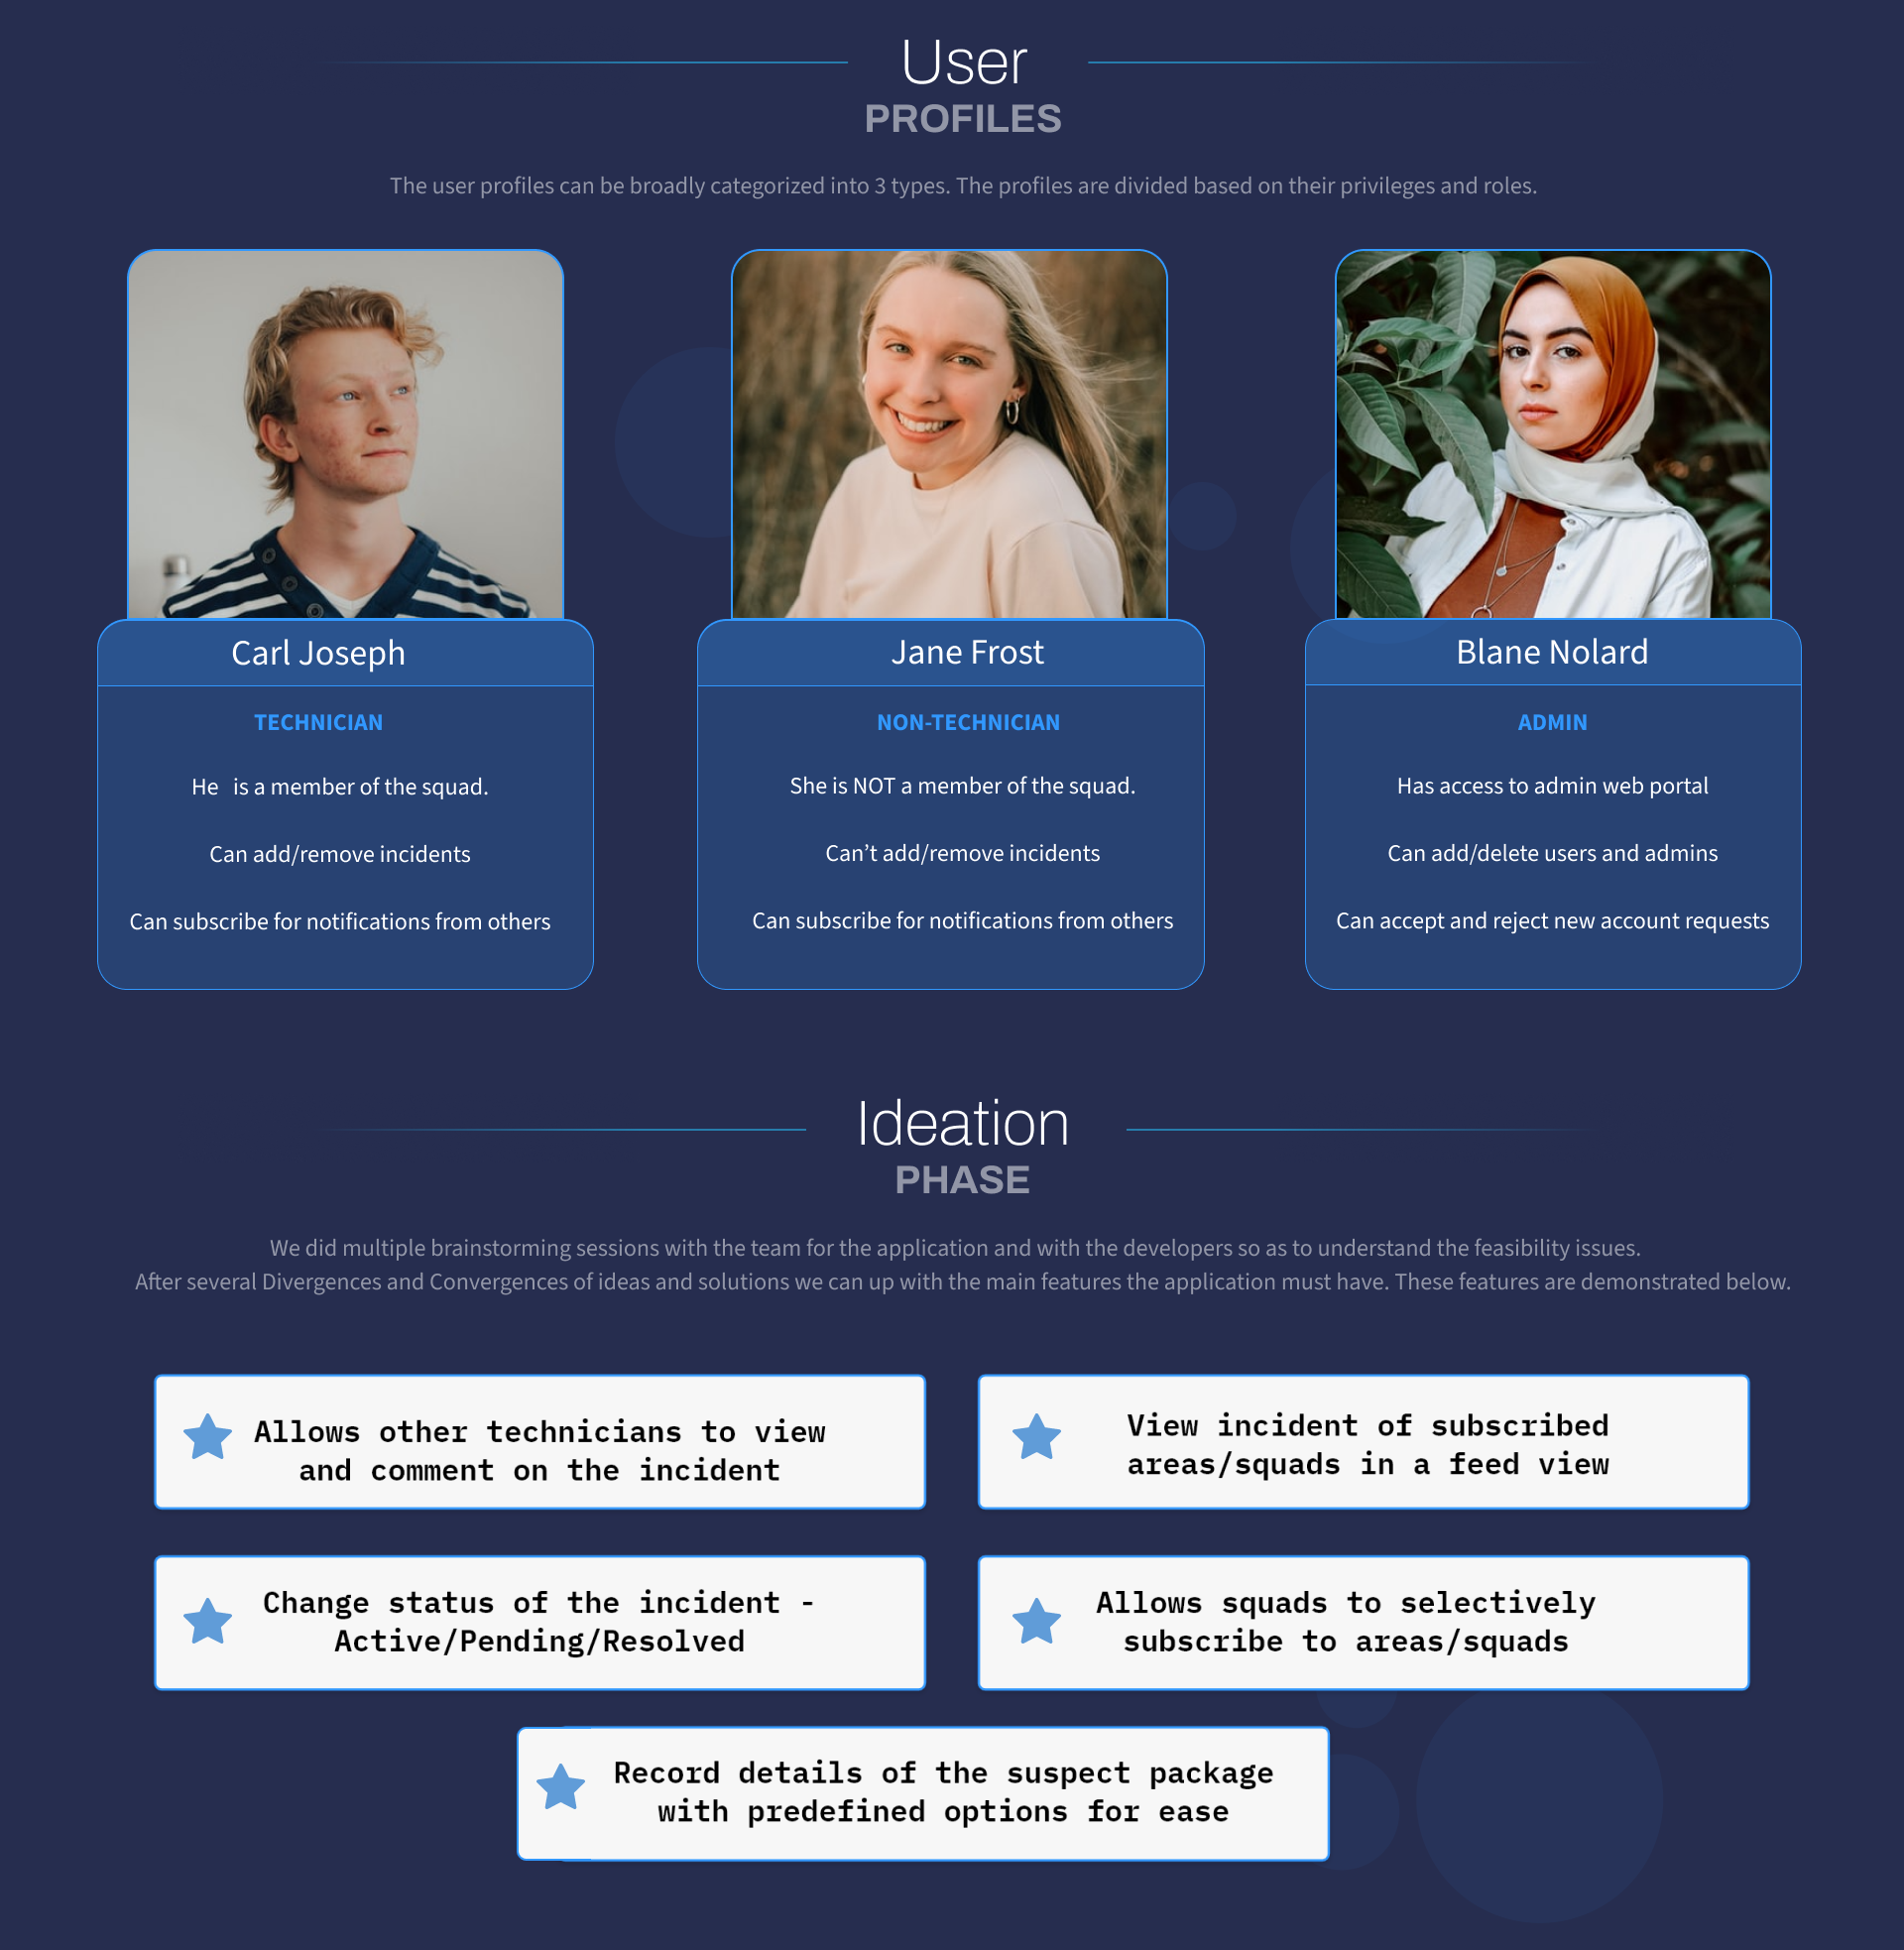 User
PROFILES
The user profiles can be broadly categorized into 3 types. The profiles are divided based on their privileges and roles.
Carl Joseph
TECHNICIAN
He is a member of the squad.
Can add/remove incidents
Can subscribe for notifications from others
Jane Frost
NON-TECHNICIAN
She is NOT a member of the squad.
Can’t add/remove incidents
Can subscribe for notifications from others
Blane Nolard
ADMIN
Has access to admin web portal
Can add/delete users and admins
Can accept and reject new account requests
Ideation
PHASE
We did multiple brainstorming sessions with the team for the application and with the developers so as to understand the feasibility issues.
After several Divergences and Convergences of ideas and solutions we can up with the main features the application must have. These features are demonstrated below.
Allows other technicians to view
and comment on the incident
View incident of subscribed
areas/squads in a feed view
Change status of the incident -
Active/Pending/Resolved
Allows squads to selectively
subscribe to areas/squads
Record details of the suspect package
with predefined options for ease